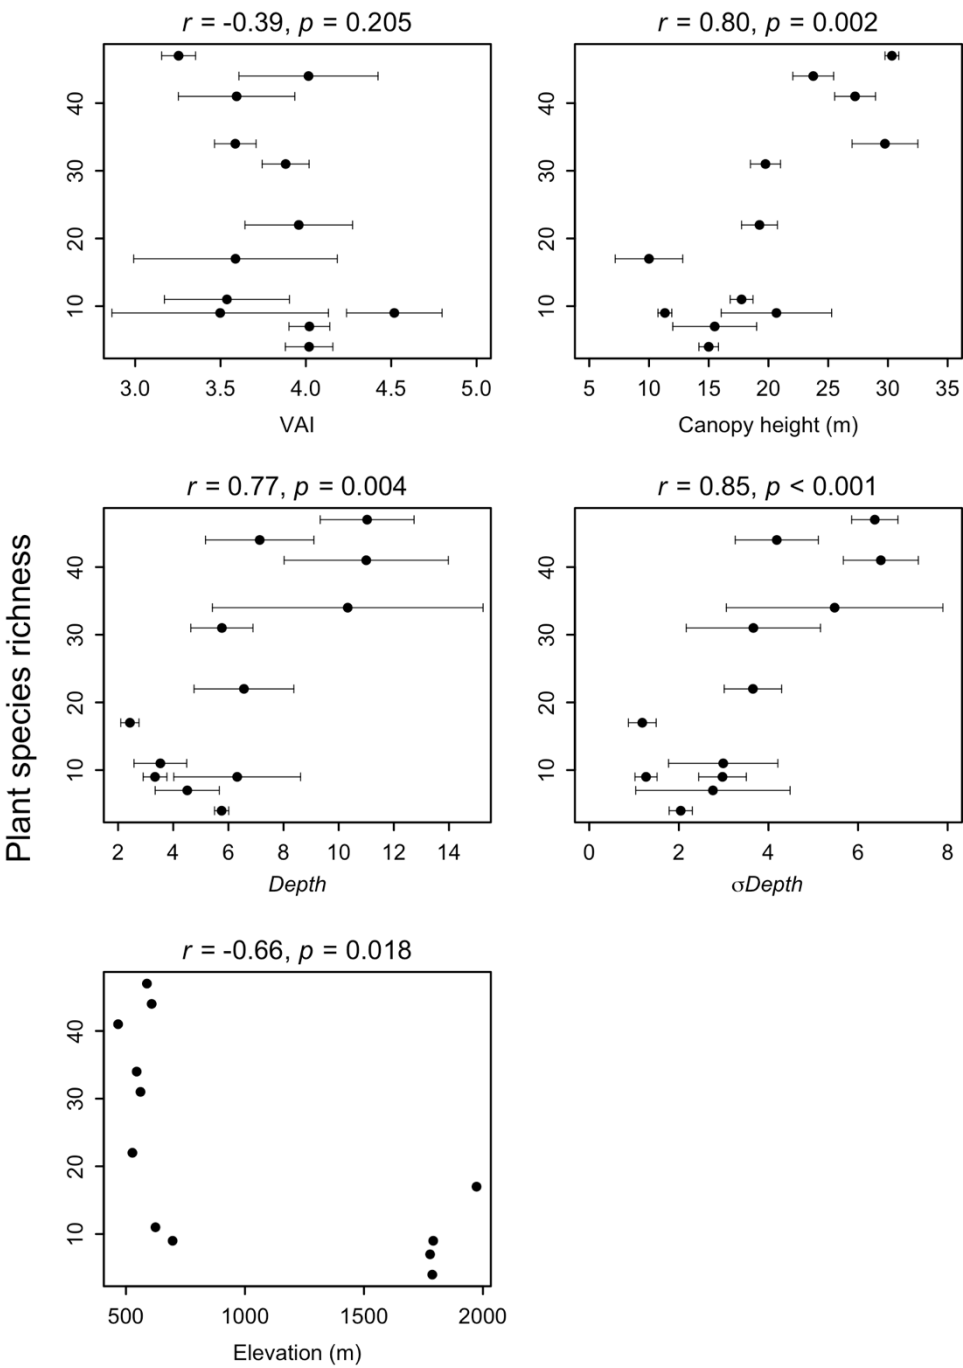 r = -0.39, p = 0.205
r = 0.80, p = 0.002
40
30
20
10
3.0 3.5 4.0 4.5 5.0
VAI
40
30
20
10
5 10 15 20 25 30 35
Canopy height (m)
r = 0.77, p = 0.004
r = 0.85, p < 0.001
Plant species richness
40
30
20
10
2 4 6 8 10 12 14
Depth
40
30
20
10
0 2 4 6 8
σDepth
r = -0.66, p = 0.018
40
30
20
10
500 1000 1500 2000
Elevation (m)